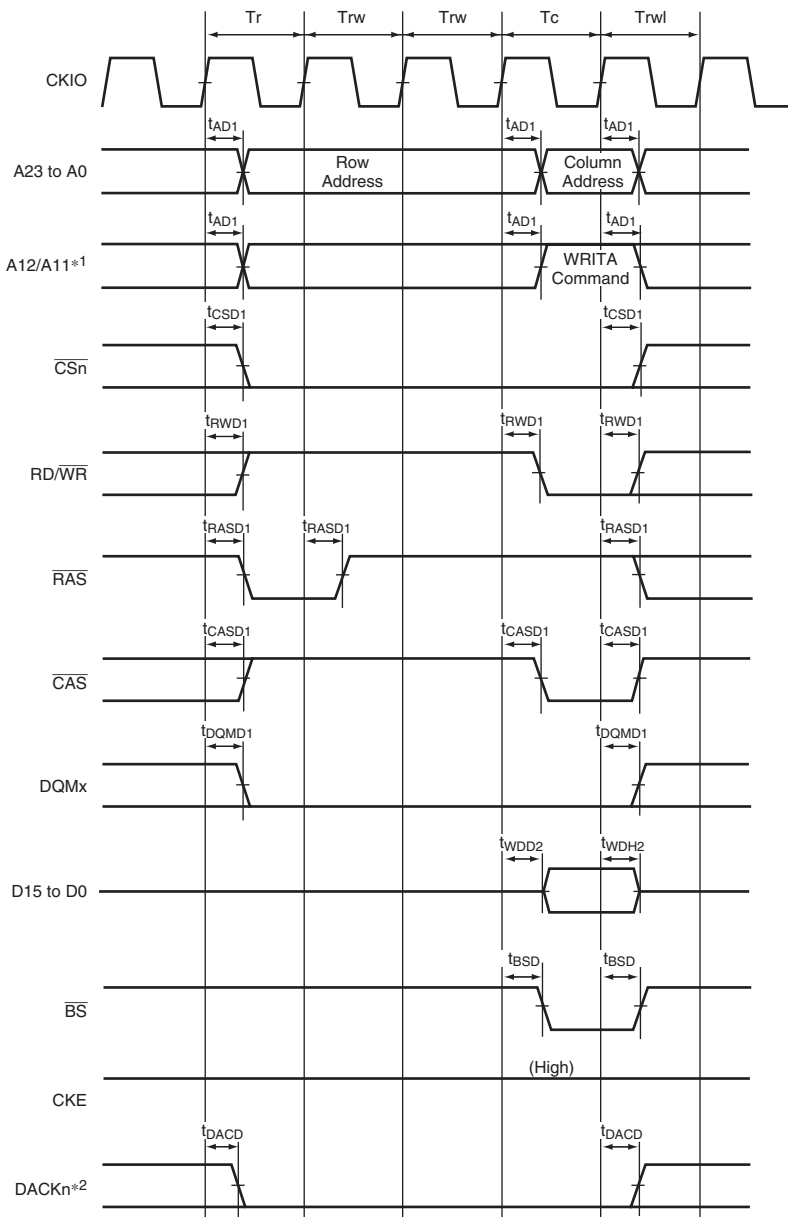 Tr Trw Trw Tc Trwl
CKIO
tAD1 tAD1 tAD1
A23 to A0 Row Address Column Address
tAD1 tAD1 tAD1
A12/A11*1 WRITA Command
tCSD1 tCSD1
CSn
tRWD1 tRWD1 tRWD1
RD/WR
tRASD1 tRASD1 tRASD1
RAS
tCASD1 tCASD1 tCASD1
CAS
tDQMD1 tDQMD1
DQMx
tWDD2 tWDH2
D15 to D0
tBSD tBSD
BS
(High)
CKE
tDACD tDACD
DACKn*2